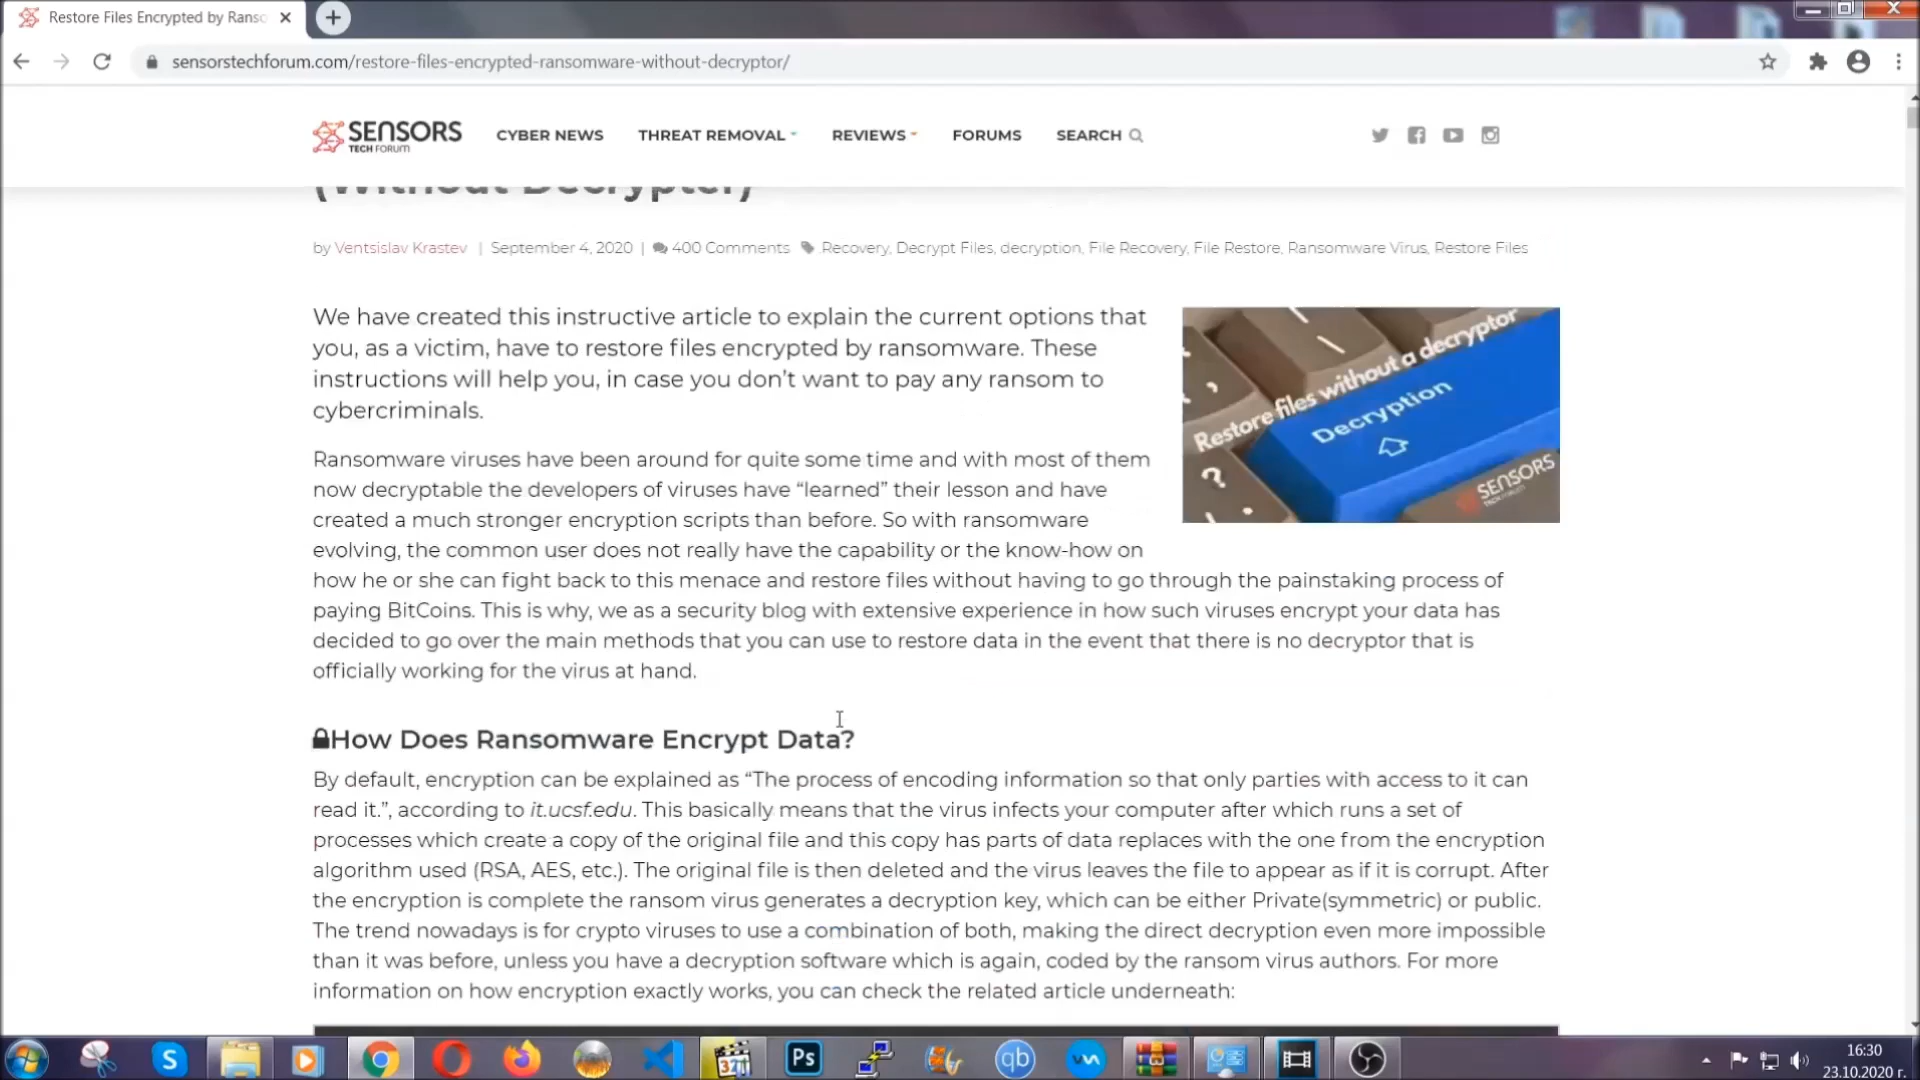 Restore Files Encrypted by Ranso
sensorstechforum.com/restore-files-encrypted-ransomware-without-decryptor/
SENSORS
TECH FORUM
CYBER NEWS THREAT REMOVAL REVIEWS FORUMS SEARCH
(Without Decrypter)
by Ventsislav Krastev | September 4, 2020 | 400 Comments Recovery, Decrypt Files, decryption, File Recovery, File Restore, Ransomware Virus, Restore Files
We have created this instructive article to explain the current options that
you, as a victim, have to restore files encrypted by ransomware. These
instructions will help you, in case you don’t want to pay any ransom to
cybercriminals.
Restore files without a decryptor
Decryption
?
SENSORS
Ransomware viruses have been around for quite some time and with most of them
now decryptable the developers of viruses have “learned” their lesson and have
created a much stronger encryption scripts than before. So with ransomware
evolving, the common user does not really have the capability or the know-how on
how he or she can fight back to this menace and restore files without having to go through the painstaking process of
paying BitCoins. This is why, we as a security blog with extensive experience in how such viruses encrypt your data has
decided to go over the main methods that you can use to restore data in the event that there is no decryptor that is
officially working for the virus at hand.
How Does Ransomware Encrypt Data?
By default, encryption can be explained as “The process of encoding information so that only parties with access to it can
read it.”, according to it.ucsf.edu. This basically means that the virus infects your computer after which runs a set of
processes which create a copy of the original file and this copy has parts of data replaces with the one from the encryption
algorithm used (RSA, AES, etc.). The original file is then deleted and the virus leaves the file to appear as if it is corrupt. After
the encryption is complete the ransom virus generates a decryption key, which can be either Private(symmetric) or public.
The trend nowadays is for crypto viruses to use a combination of both, making the direct decryption even more impossible
than it was before, unless you have a decryption software which is again, coded by the ransom virus authors. For more
information on how encryption exactly works, you can check the related article underneath:
321
Ps
qb
16:30
23.10.2020 г.